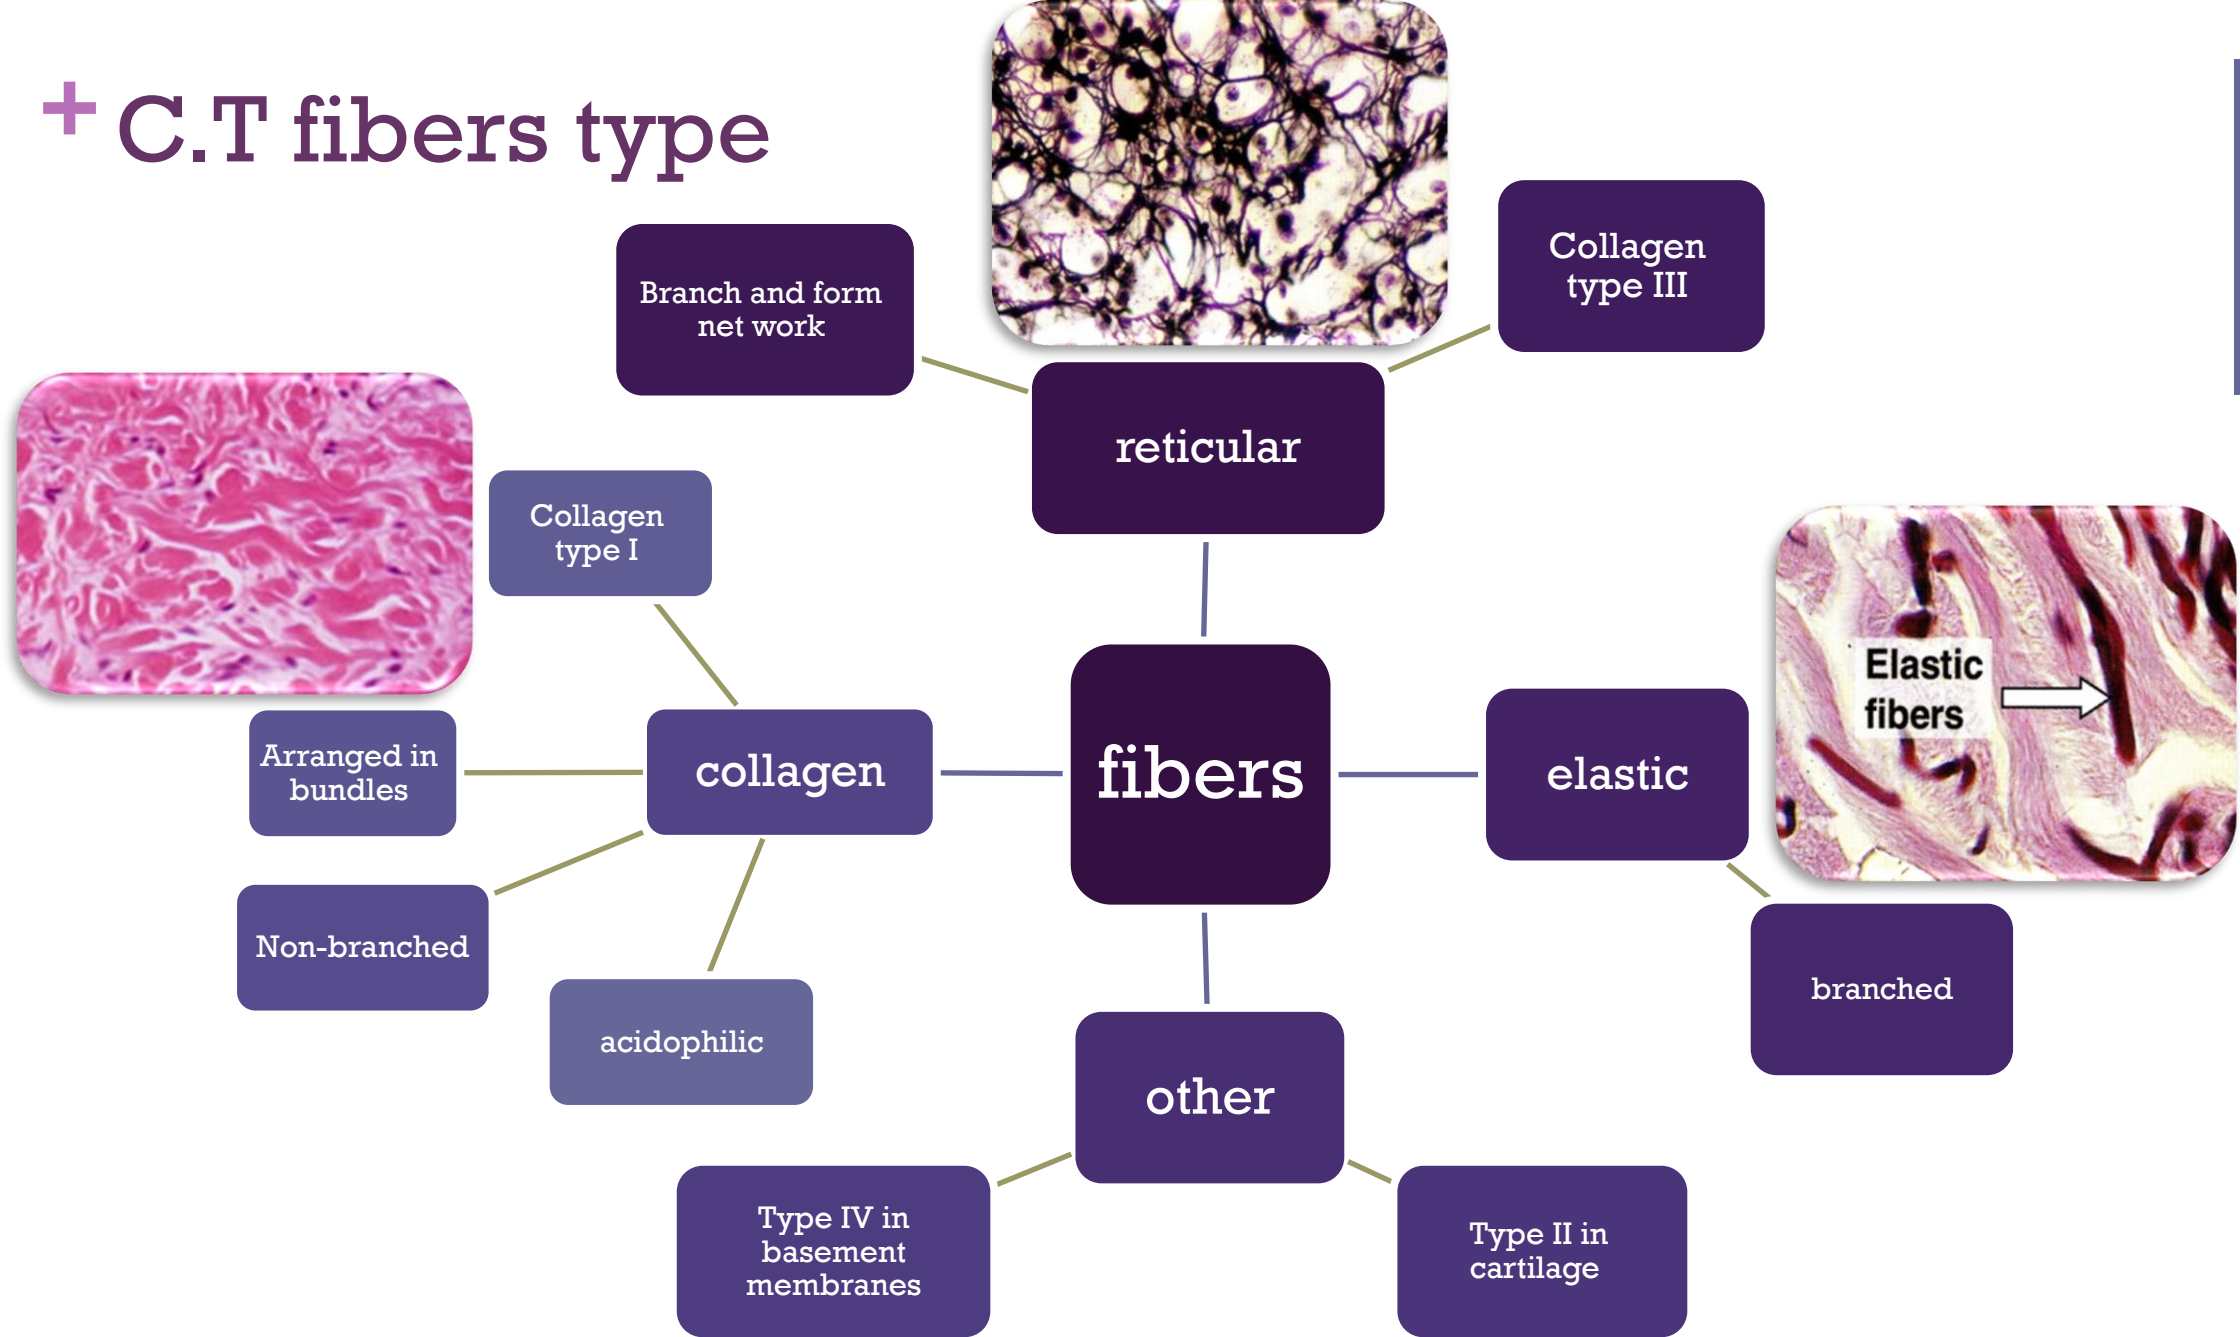 + C.T fibers type
Branch and form
net work
Collagen
type III
reticular
Collagen
type I
Arranged in
bundles
collagen
Non-branched
acidophilic
fibers
elastic
Elastic
fibers
branched
other
Type IV in
basement
membranes
Type II in
cartilage